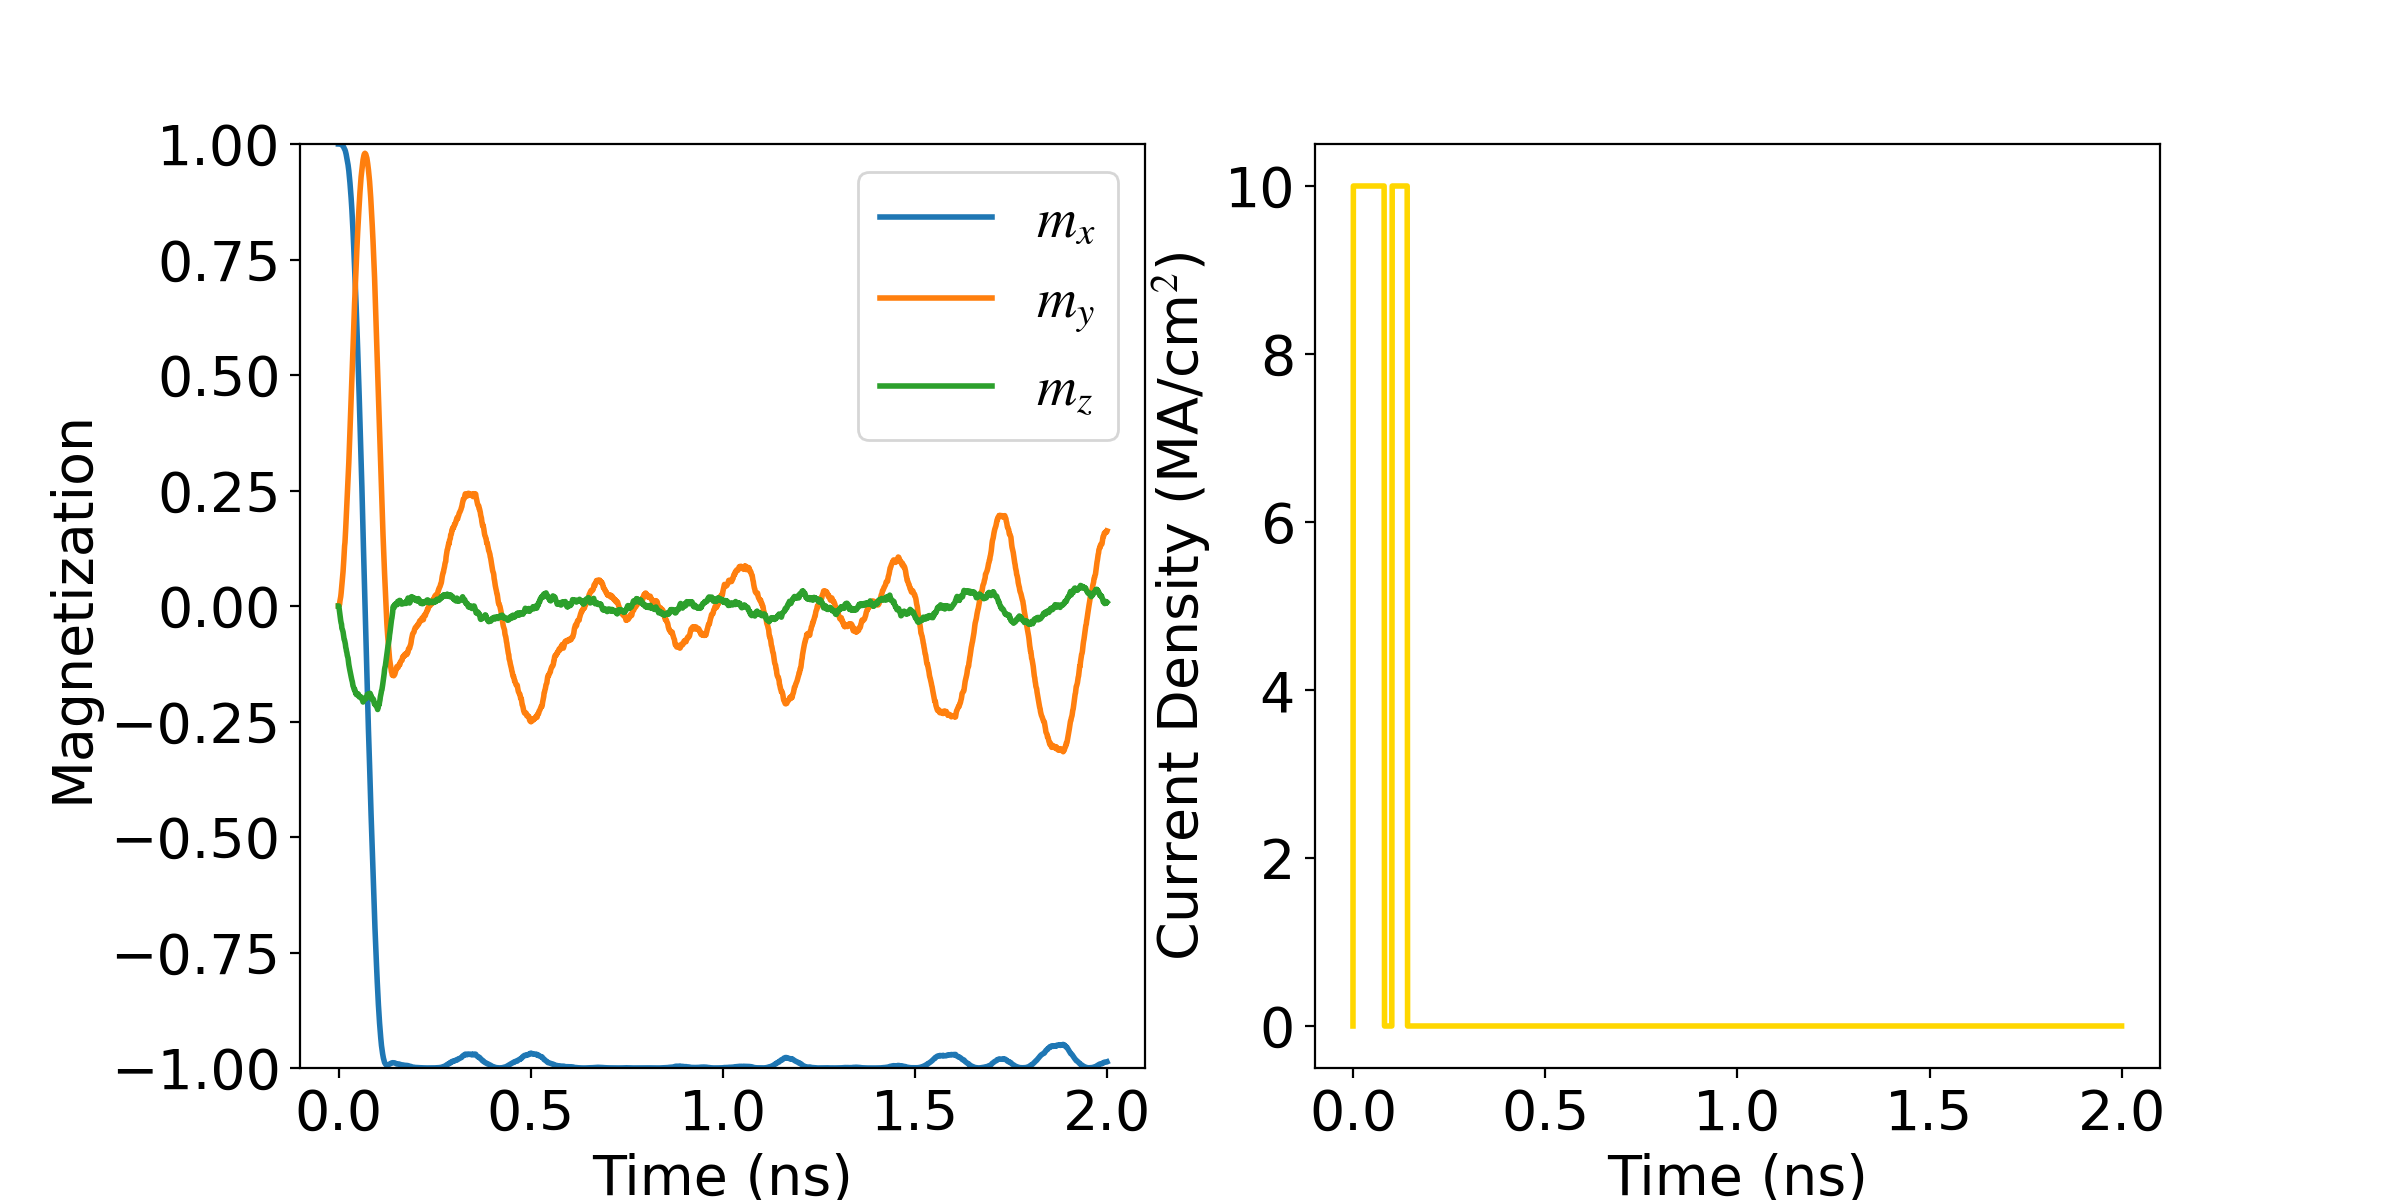 Magnetization
1.00
0.75
0.50
0.25
0.00
−0.25
−0.50
−0.75
−1.00
0.0 0.5 1.0 1.5 2.0
Time (ns)
m_x
m_y
m_z
Current Density (MA/cm²)
10
8
6
4
2
0
0.0 0.5 1.0 1.5 2.0
Time (ns)